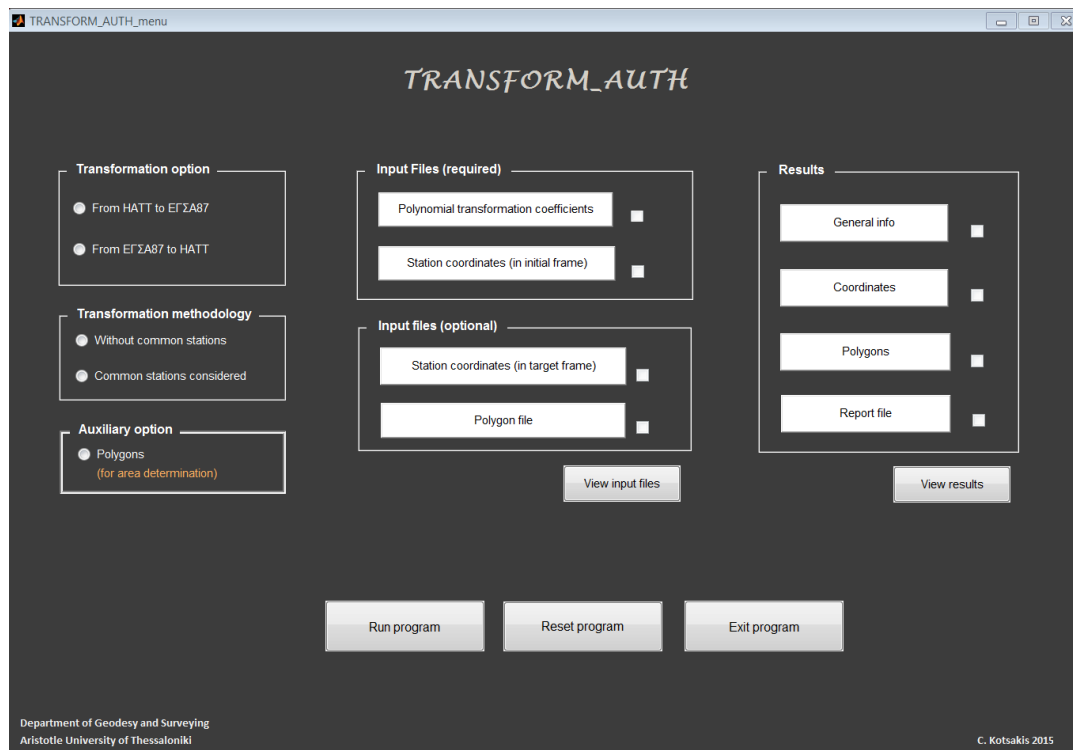 TRANSFORM_AUTH_menu
TRANSFORM_AUTH
Transformation option
From HATT to ΕΓΣΑ87
From ΕΓΣΑ87 to HATT
Transformation methodology
Without common stations
Common stations considered
Auxiliary option
Polygons
(for area determination)
Input Files (required)
Polynomial transformation coefficients
Station coordinates (in initial frame)
Input files (optional)
Station coordinates (in target frame)
Polygon file
View input files
Results
General info
Coordinates
Polygons
Report file
View results
Run program
Reset program
Exit program
Department of Geodesy and Surveying
Aristotle University of Thessaloniki
C. Kotsakis 2015